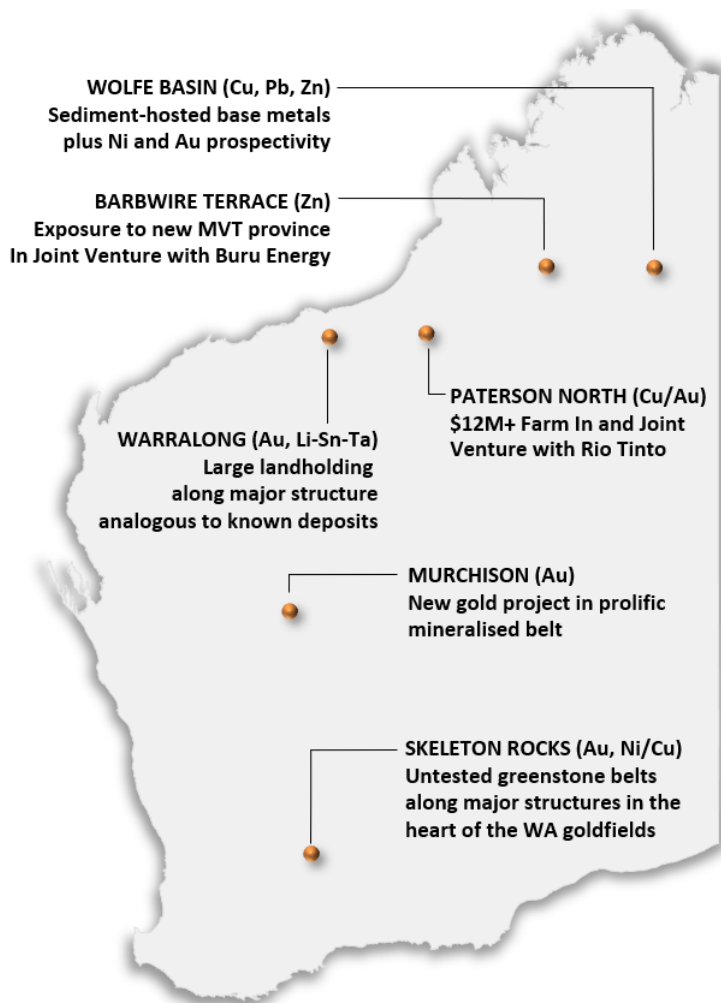 WOLFE BASIN (Cu, Pb, Zn)
Sediment-hosted base metals
plus Ni and Au prospectivity
BARBWIRE TERRACE (Zn)
Exposure to new MVT province
In Joint Venture with Buru Energy
PATERSON NORTH (Cu/Au)
$12M+ Farm In and Joint
Venture with Rio Tinto
WARRALONG (Au, Li-Sn-Ta)
Large landholding
along major structure
analogous to known deposits
MURCHISON (Au)
New gold project in prolific
mineralised belt
SKELETON ROCKS (Au, Ni/Cu)
Untested greenstone belts
along major structures in the
heart of the WA goldfields